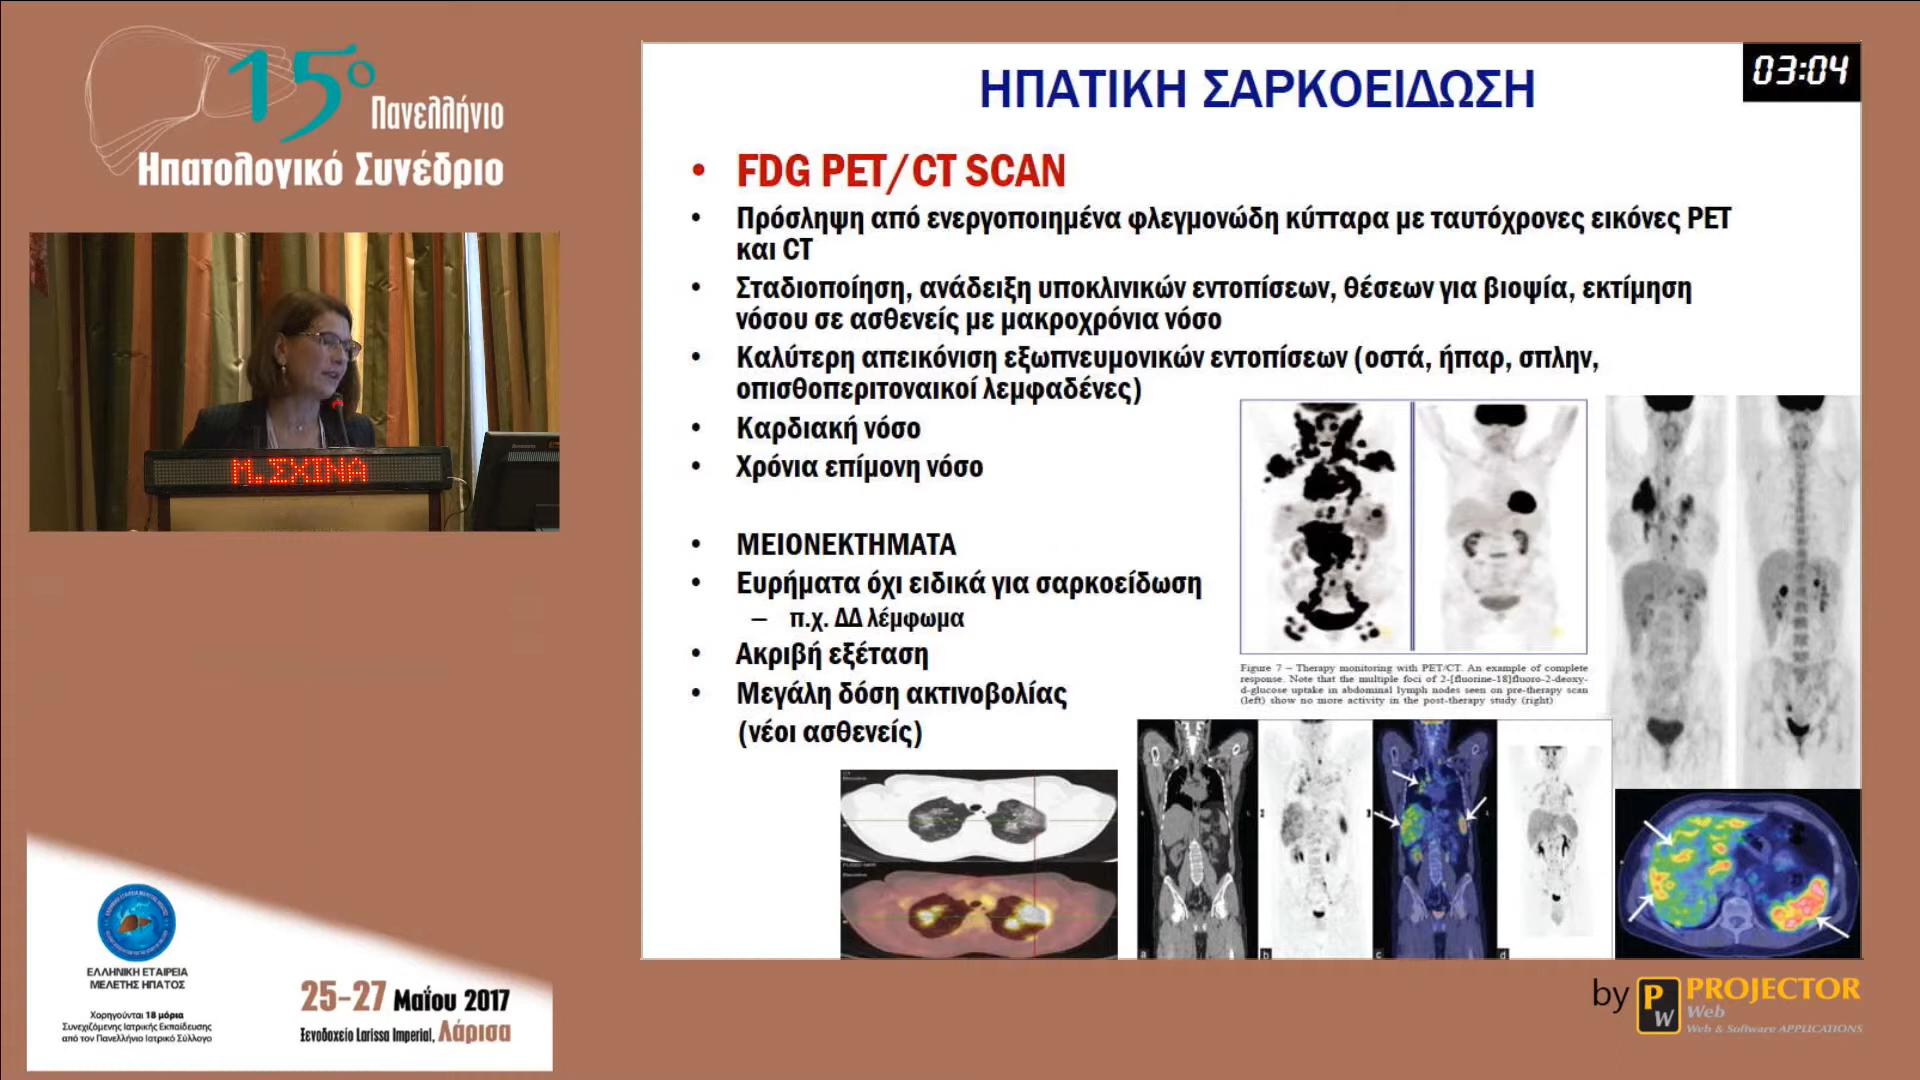 15ο
Πανελλήνιο
Ηπατολογικό Συνέδριο
Μ.ΣΧΙΝΑ
ΕΛΛΗΝΙΚΗ ΕΤΑΙΡΕΙΑ
ΜΕΛΕΤΗΣ ΗΠΑΤΟΣ
Χορηγούνται 18 μόρια
Συνεχιζόμενης Ιατρικής Εκπαίδευσης
από τον Πανελλήνιο Ιατρικό Σύλλογο
25-27 Μαΐου 2017
Ξενοδοχείο Larissa Imperial, Λάρισα
03:04
ΗΠΑΤΙΚΗ ΣΑΡΚΟΕΙΔΩΣΗ
• FDG PET/CT SCAN
• Πρόσληψη από ενεργοποιημένα φλεγμονώδη κύτταρα με ταυτόχρονες εικόνες PET
και CT
• Σταδιοποίηση, ανάδειξη υποκλινικών εντοπίσεων, θέσεων για βιοψία, εκτίμηση
νόσου σε ασθενείς με μακροχρόνια νόσο
• Καλύτερη απεικόνιση εξωπνευμονικών εντοπίσεων (οστά, ήπαρ, σπλην,
οπισθοπεριτοναικοί λεμφαδένες)
• Καρδιακή νόσο
• Χρόνια επίμονη νόσο
• ΜΕΙΟΝΕΚΤΗΜΑΤΑ
• Ευρήματα όχι ειδικά για σαρκοείδωση
– π.χ. ΔΔ λέμφωμα
• Ακριβή εξέταση
• Μεγάλη δόση ακτινοβολίας
(νέοι ασθενείς)
Figure 7 – Therapy monitoring with PET/CT. An example of complete
response. Note that the multiple foci of 2-[fluorine-18]fluoro-2-deoxy-
d-glucose uptake in abdominal lymph nodes seen on pre-therapy scan
(left) show no more activity in the post-therapy study (right)
a
b
c
d
by PW PROJECTOR
Web
Web & Software APPLICATIONS